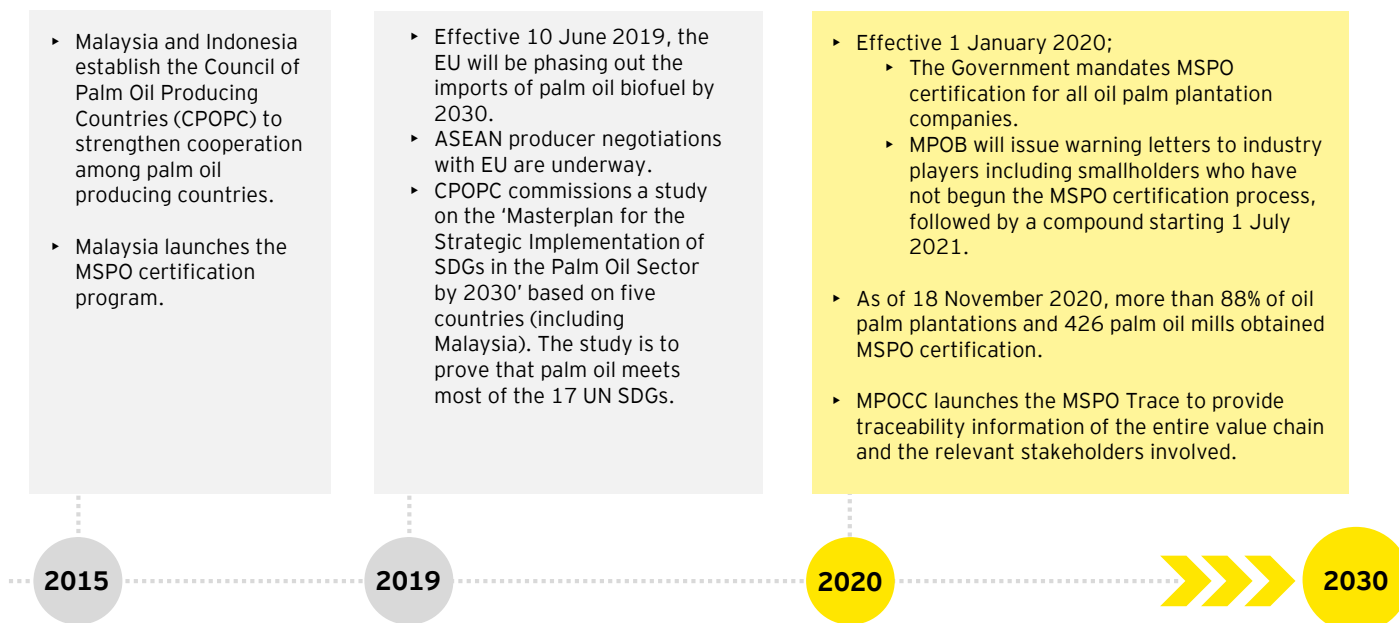 ‣ Malaysia and Indonesia
establish the Council of
Palm Oil Producing
Countries (CPOPC) to
strengthen cooperation
among palm oil
producing countries.
‣ Malaysia launches the
MSPO certification
program.
‣ Effective 10 June 2019, the
EU will be phasing out the
imports of palm oil biofuel by
2030.
‣ ASEAN producer negotiations
with EU are underway.
‣ CPOPC commissions a study
on the ‘Masterplan for the
Strategic Implementation of
SDGs in the Palm Oil Sector
by 2030’ based on five
countries (including
Malaysia). The study is to
prove that palm oil meets
most of the 17 UN SDGs.
‣ Effective 1 January 2020;
‣ The Government mandates MSPO
certification for all oil palm plantation
companies.
‣ MPOB will issue warning letters to industry
players including smallholders who have
not begun the MSPO certification process,
followed by a compound starting 1 July
2021.
‣ As of 18 November 2020, more than 88% of oil
palm plantations and 426 palm oil mills obtained
MSPO certification.
‣ MPOCC launches the MSPO Trace to provide
traceability information of the entire value chain
and the relevant stakeholders involved.
2015
2019
2020
2030